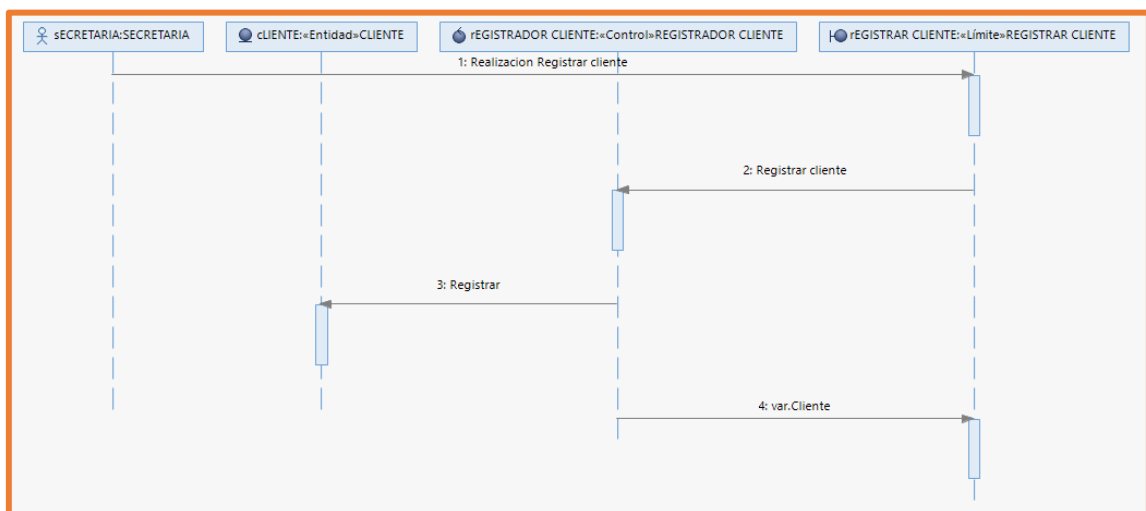 sECRETARIA:SECRETARIA
cLIENTE:«Entidad»CLIENTE
rEGISTRADOR CLIENTE:«Control»REGISTRADOR CLIENTE
rEGISTRAR CLIENTE:«Límite»REGISTRAR CLIENTE
1: Realizacion Registrar cliente
2: Registrar cliente
3: Registrar
4: var.Cliente